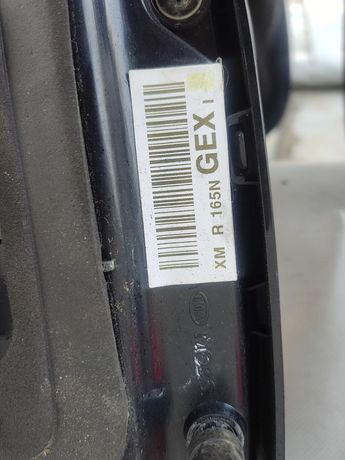 XM R 165N GEX I